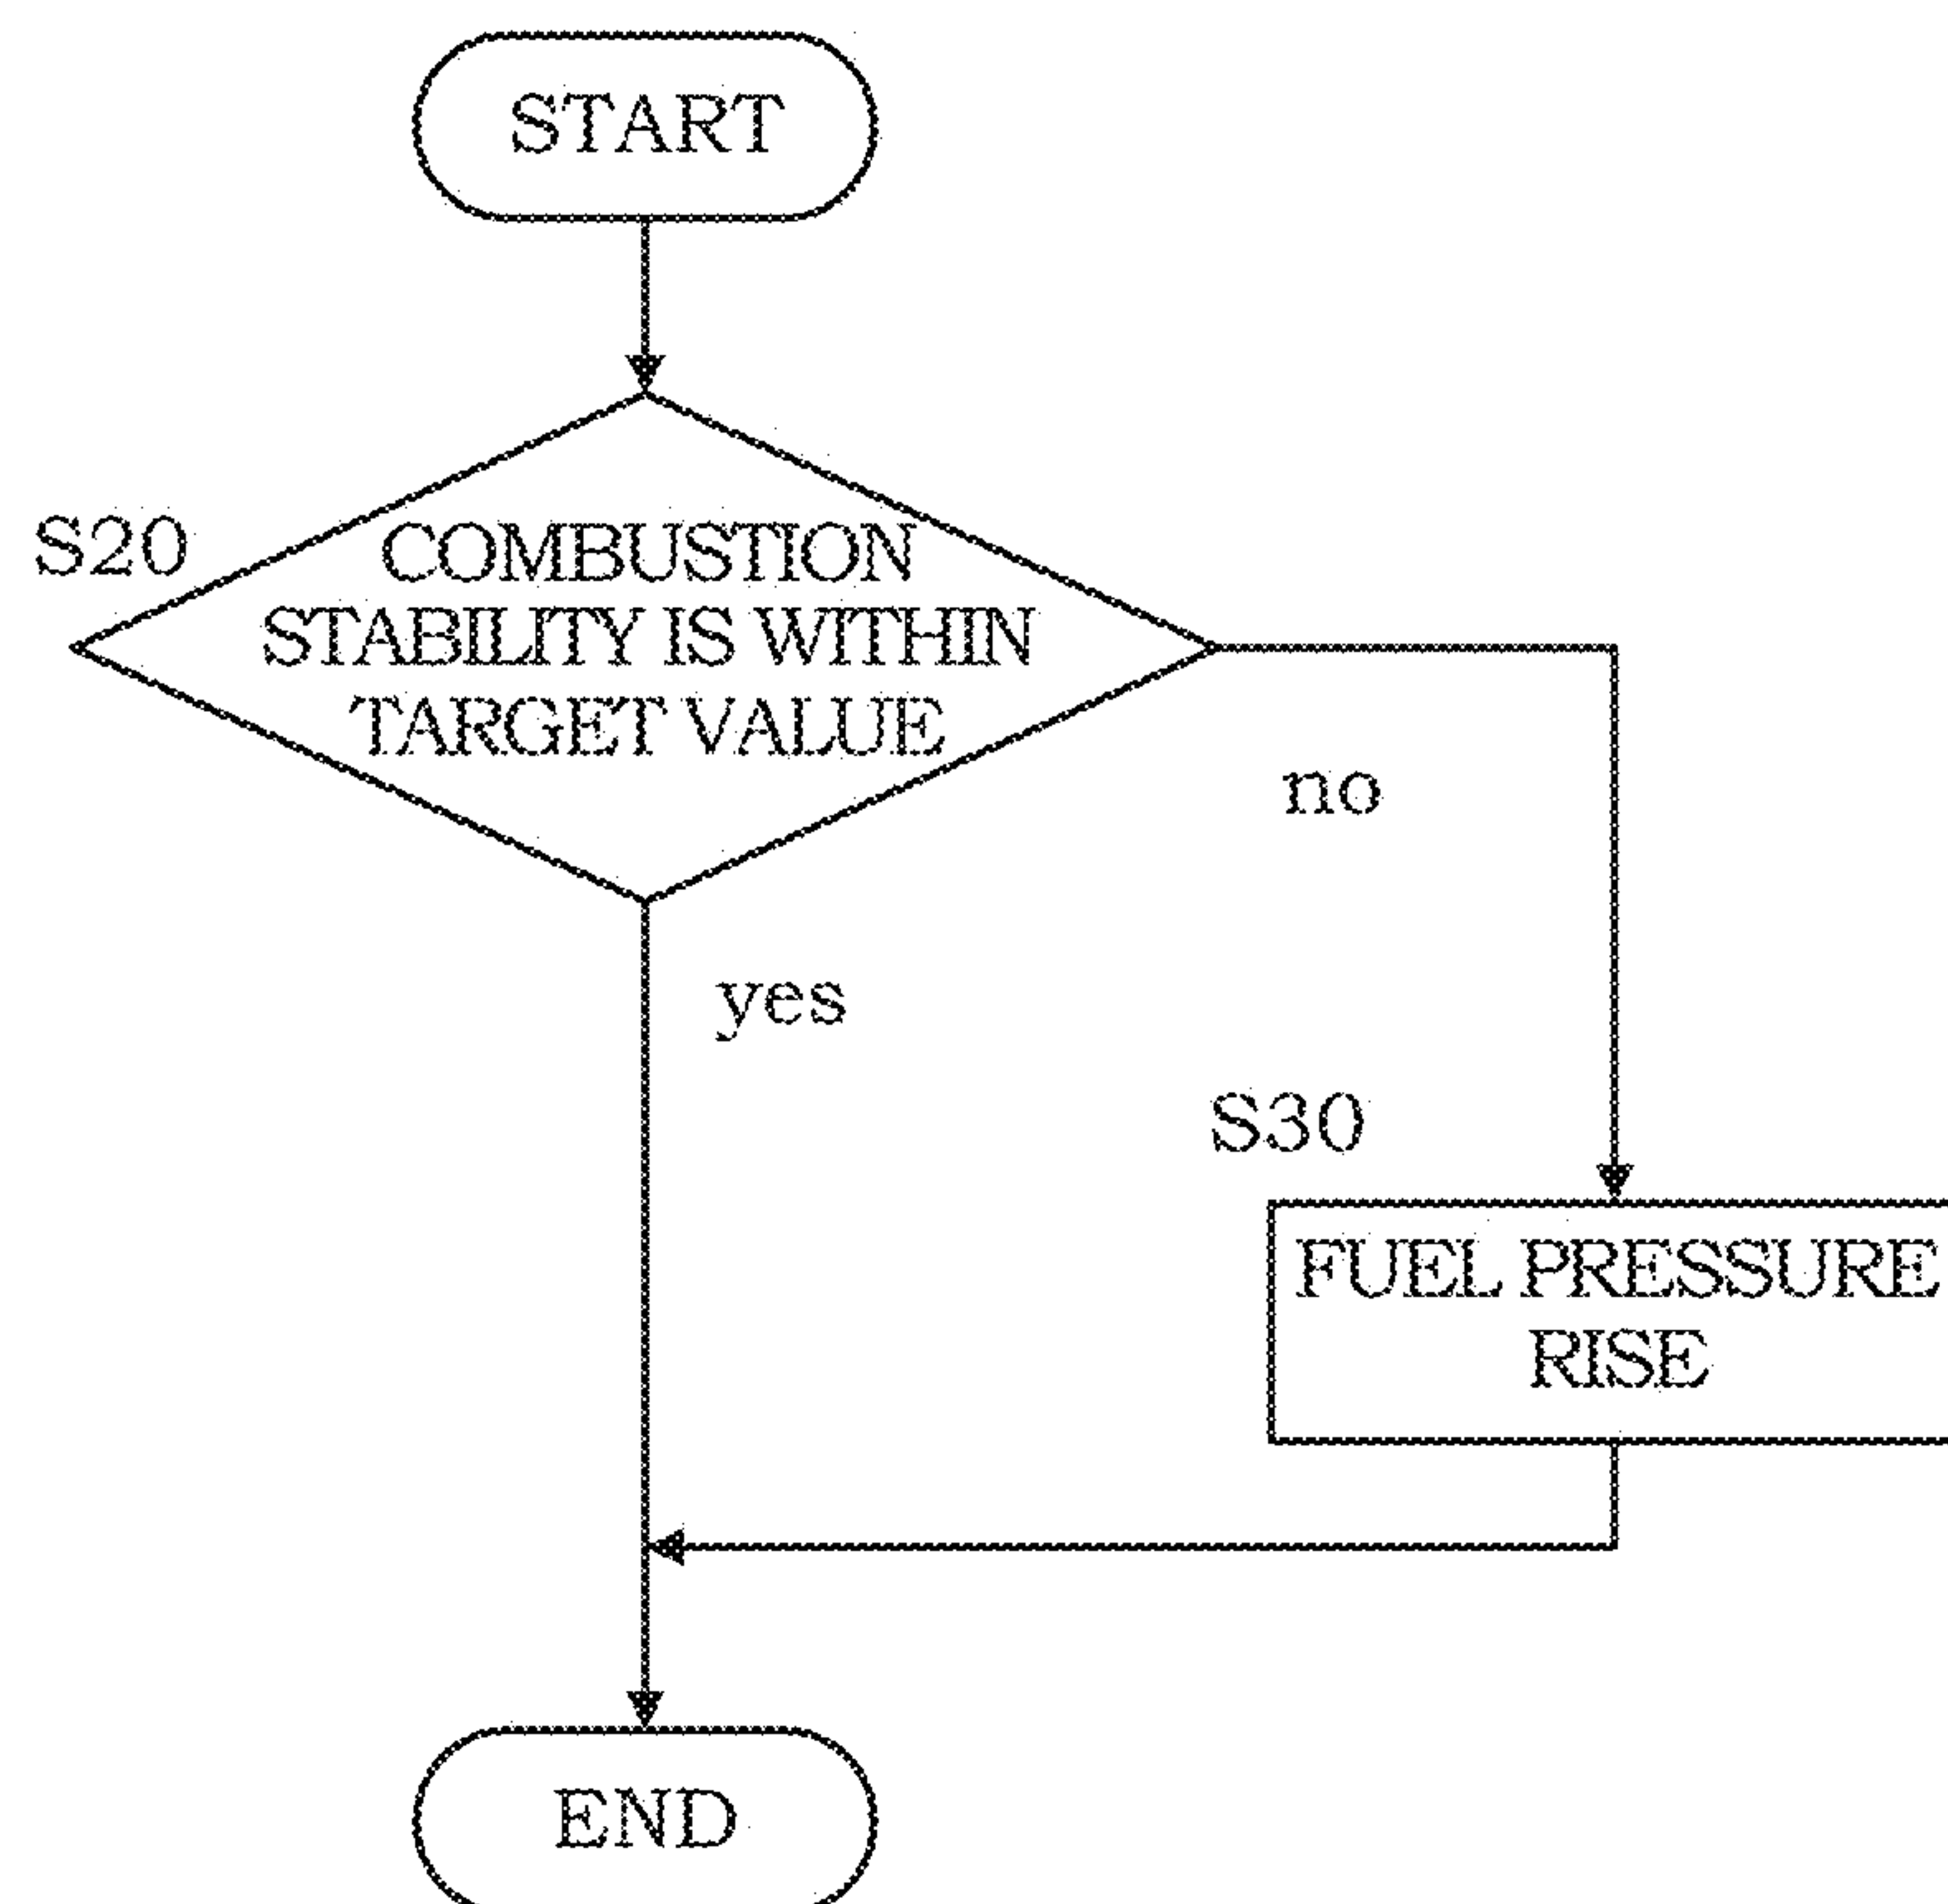 START
S20
COMBUSTION
STABILITY IS WITHIN
TARGET VALUE
no
yes
S30
FUEL PRESSURE
RISE
END